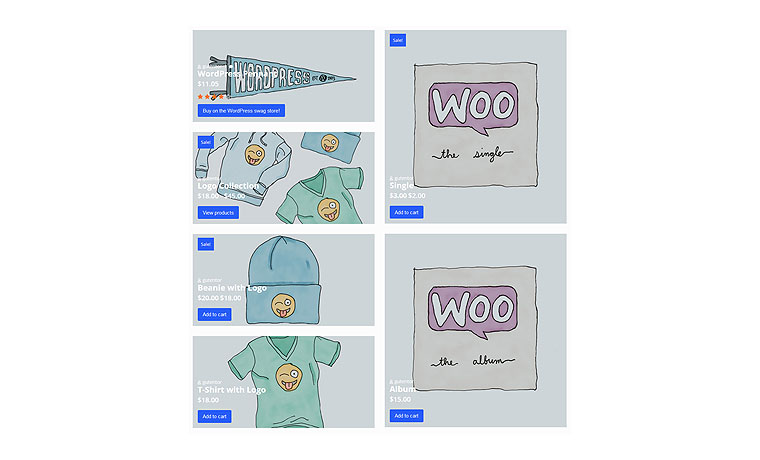 WORDPRESS
gutentor
WordPress Pennant
$11.05
Buy on the WordPress swag store!
Sale!
Logo Collection
$18.00 - $45.00
View products
Sale!
gutentor
Beanie with Logo
$20.00 $18.00
Add to cart
gutentor
T-Shirt with Logo
$18.00
Add to cart
Sale!
WOO
the single
gutentor
Single
$3.00 $2.00
Add to cart
WOO
the album
gutentor
Album
$15.00
Add to cart